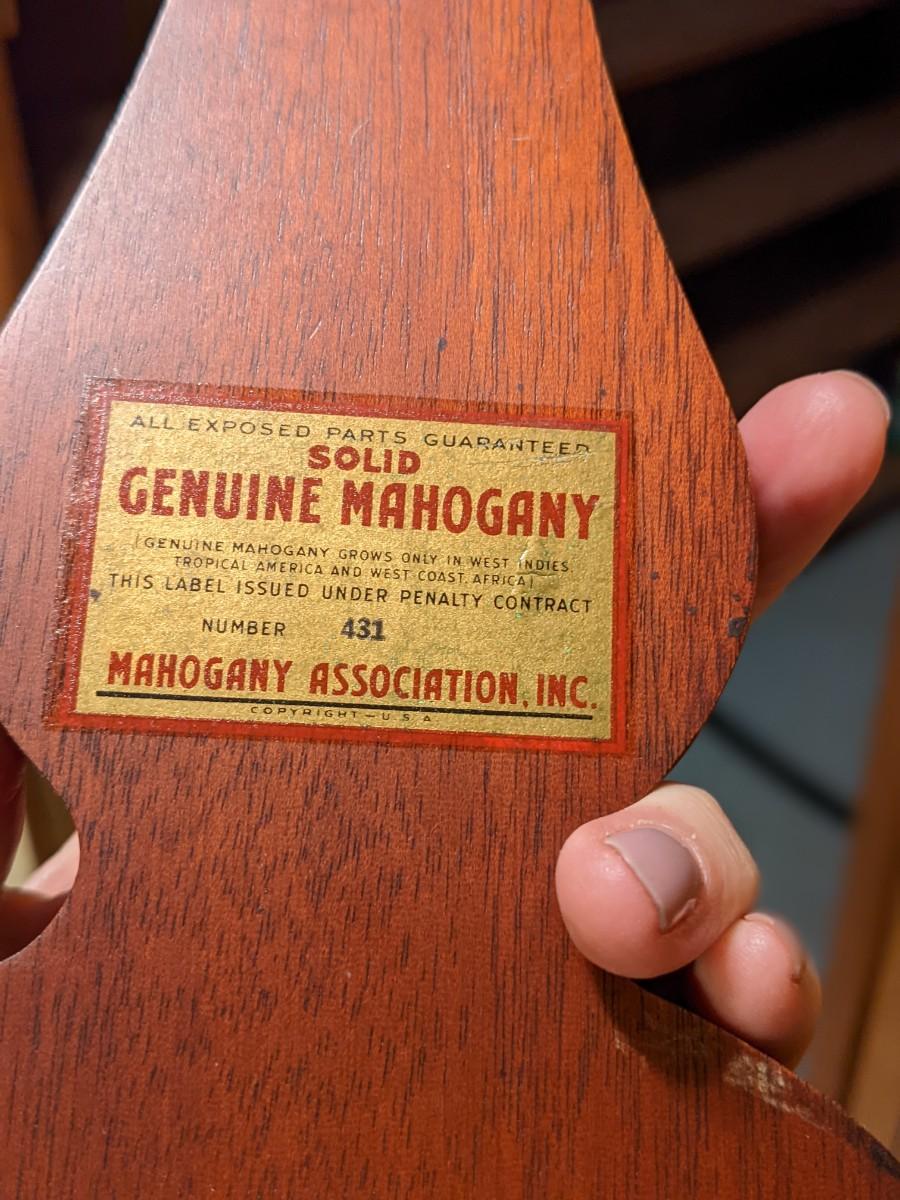 ALL EXPOSED PARTS GUARANTEED
SOLID
GENUINE MAHOGANY
(GENUINE MAHOGANY GROWS ONLY IN WEST INDIES,
TROPICAL AMERICA AND WEST COAST, AFRICA)
THIS LABEL ISSUED UNDER PENALTY CONTRACT
NUMBER 431
MAHOGANY ASSOCIATION, INC.
COPYRIGHT—U.S.A.